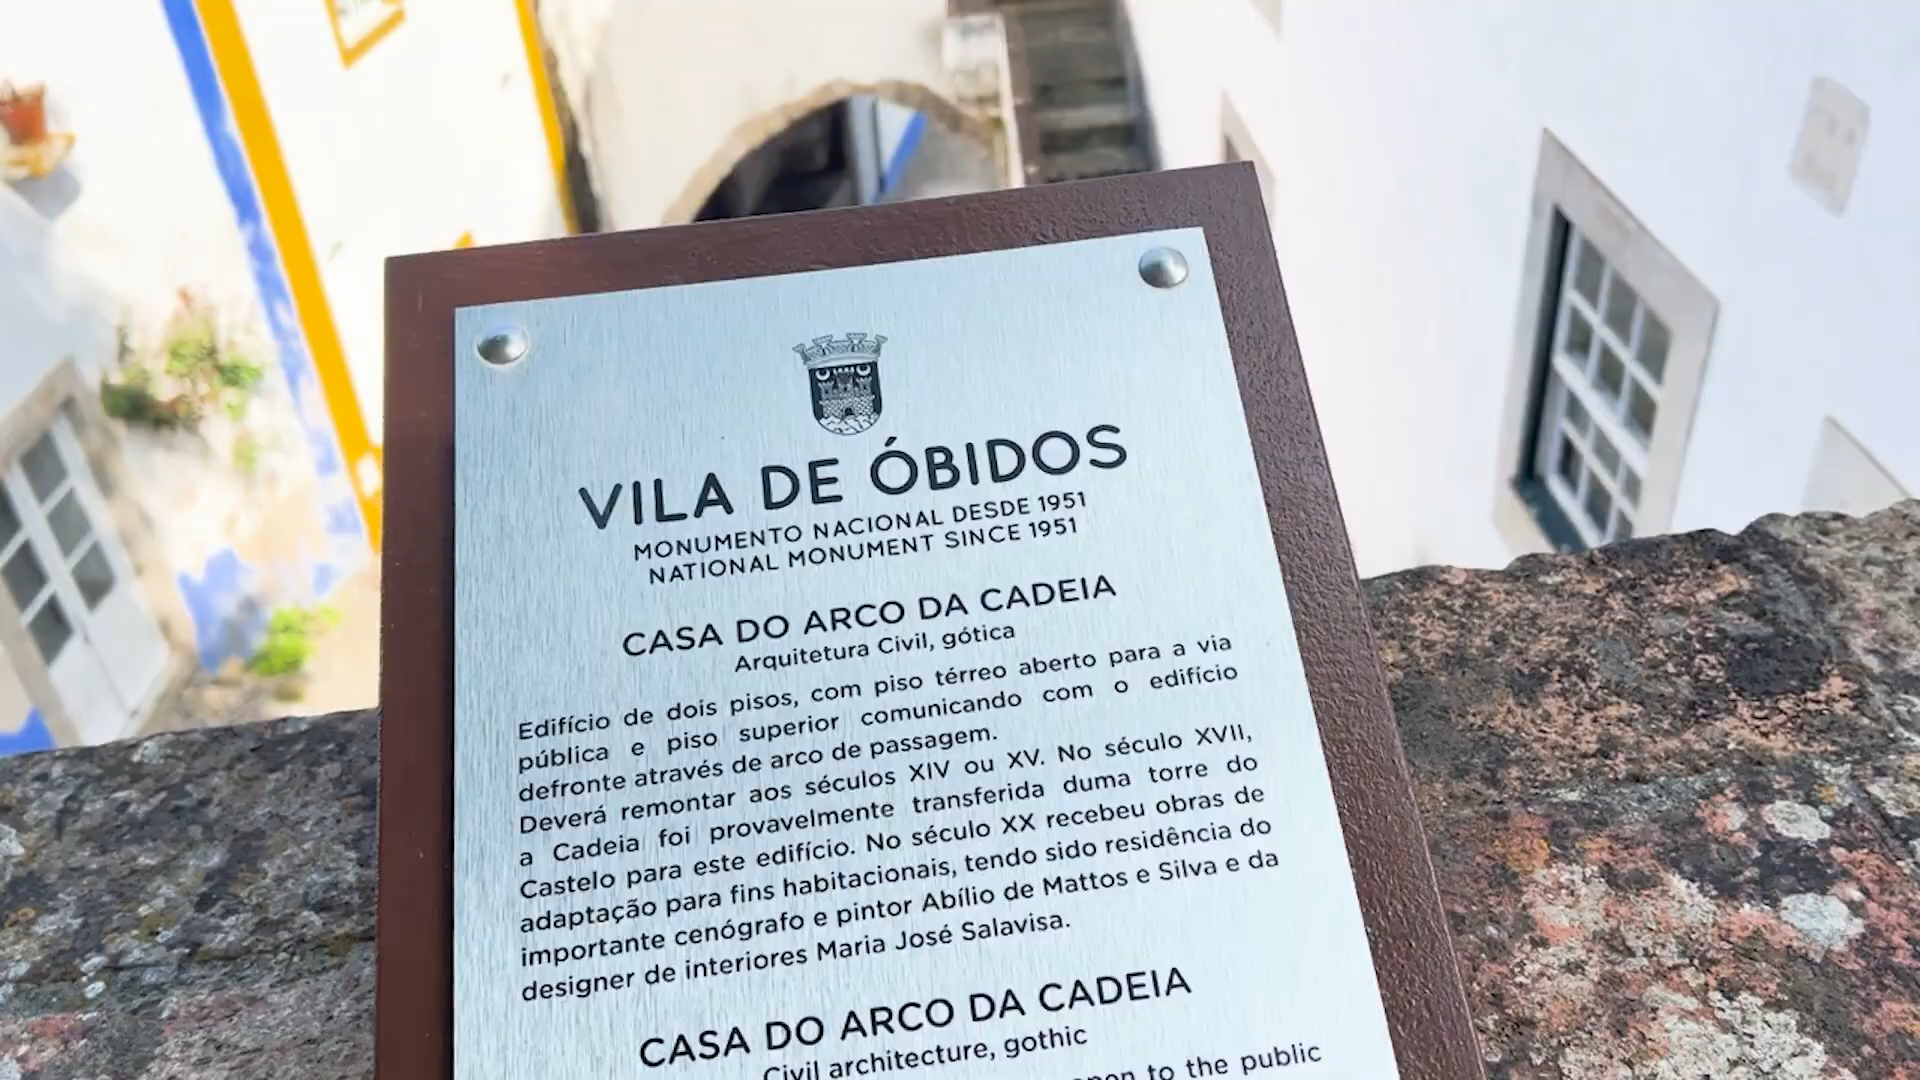 VILA DE ÓBIDOS
MONUMENTO NACIONAL DESDE 1951
NATIONAL MONUMENT SINCE 1951
CASA DO ARCO DA CADEIA
Arquitetura Civil, gótica
Edifício de dois pisos, com piso térreo aberto para a via
pública e piso superior comunicando com o edifício
defronte através de arco de passagem.
Deverá remontar aos séculos XIV ou XV. No século XVII,
a Cadeia foi provavelmente transferida duma torre do
Castelo para este edifício. No século XX recebeu obras de
adaptação para fins habitacionais, tendo sido residência do
importante cenógrafo e pintor Abílio de Mattos e Silva e da
designer de interiores Maria José Salavisa.
CASA DO ARCO DA CADEIA
Civil architecture, gothic
to the public